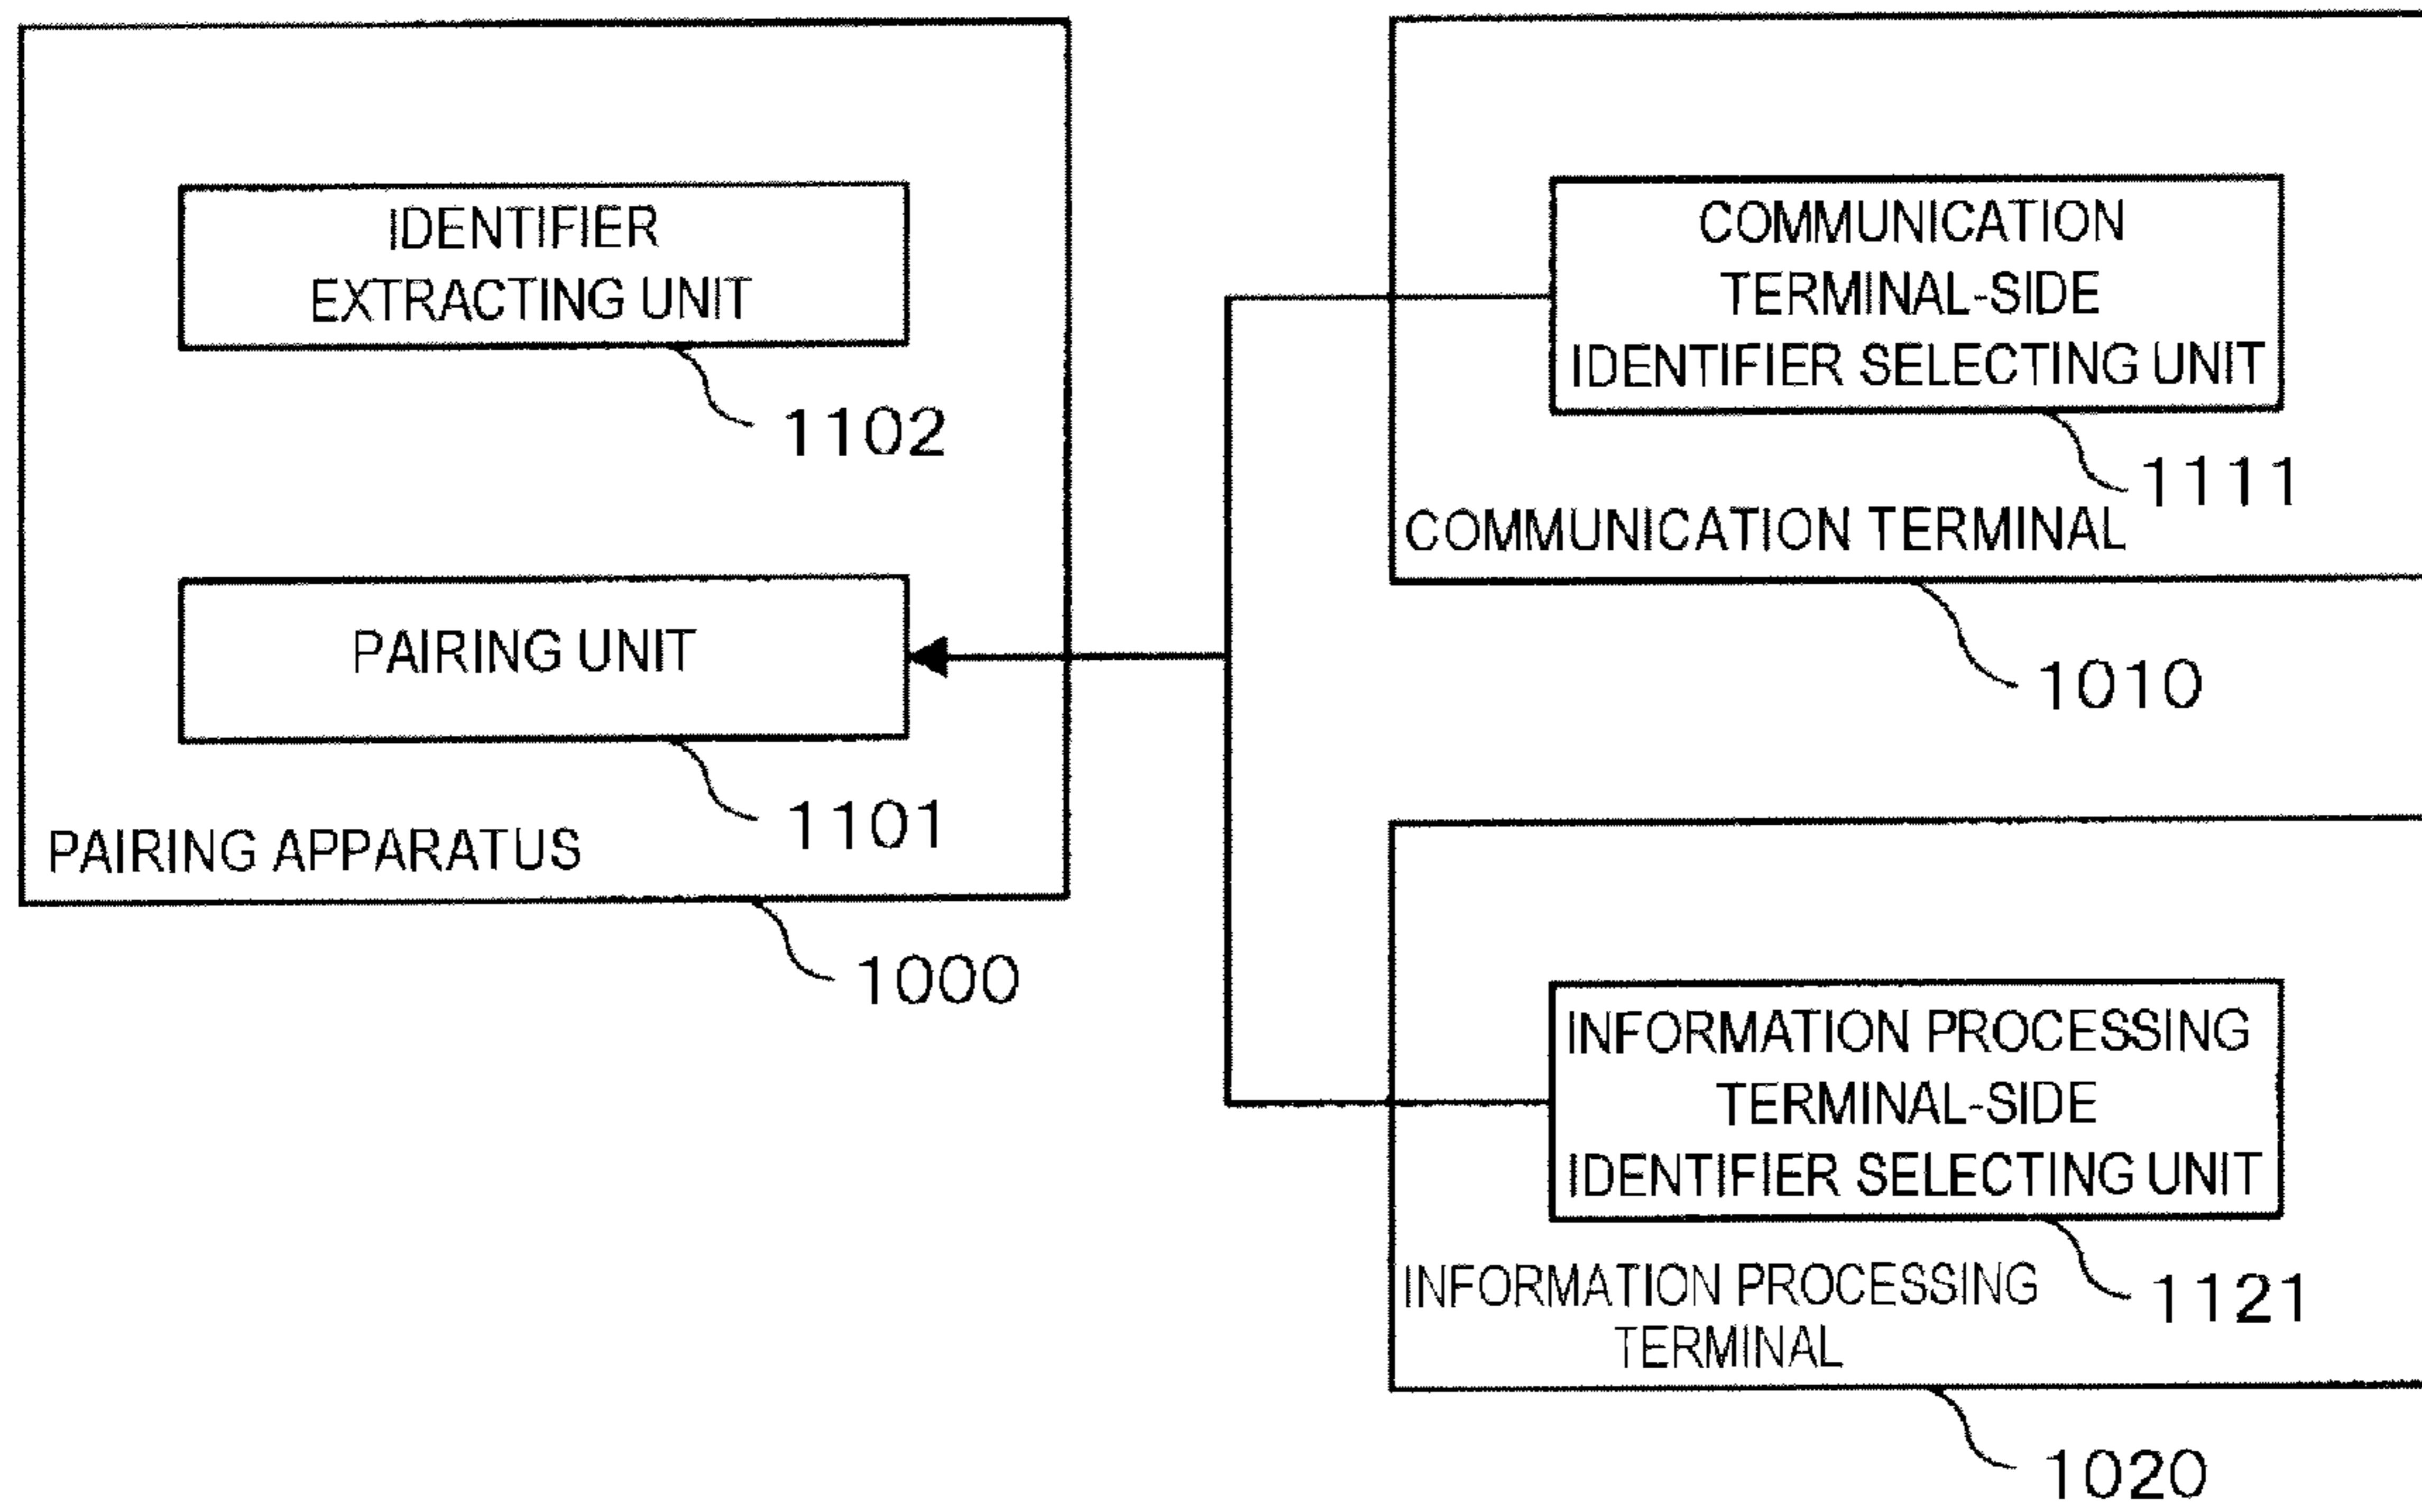 IDENTIFIER
EXTRACTING UNIT
1102
PAIRING UNIT
1101
PAIRING APPARATUS
1000
COMMUNICATION
TERMINAL-SIDE
IDENTIFIER SELECTING UNIT
1111
COMMUNICATION TERMINAL
1010
INFORMATION PROCESSING
TERMINAL-SIDE
IDENTIFIER SELECTING UNIT
1121
INFORMATION PROCESSING
TERMINAL
1020